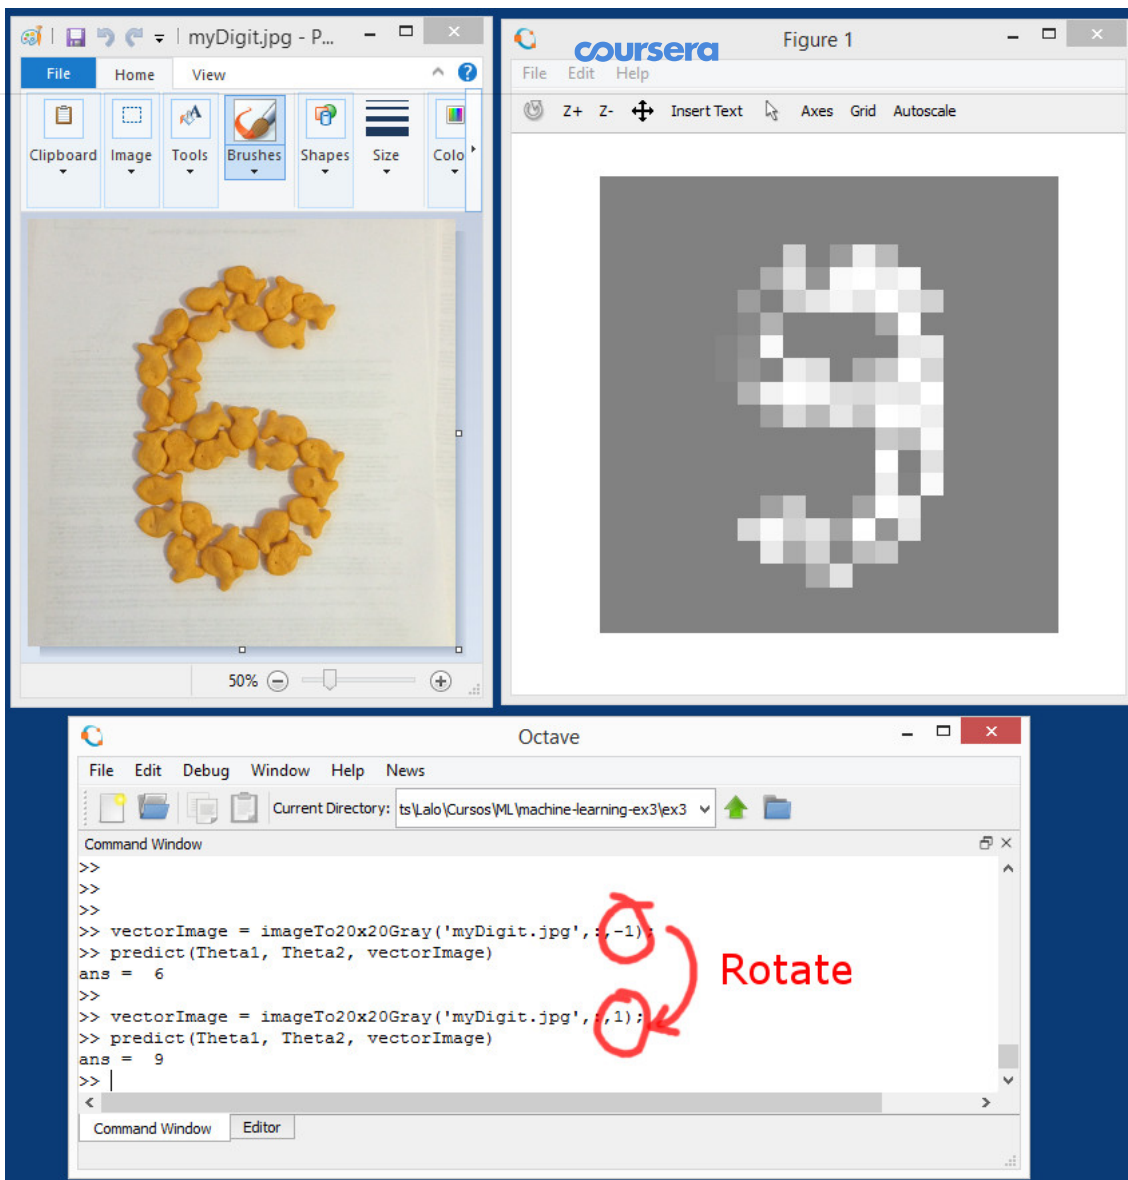 myDigit.jpg - P...
File Home View
Clipboard Image Tools Brushes Shapes Size Colo
50%
coursera
Figure 1
File Edit Help
Z+ Z- Insert Text Axes Grid Autoscale
Octave
File Edit Debug Window Help News
Current Directory: ts\Lalo\Cursos\ML\machine-learning-ex3\ex3
Command Window
>>
>>
>>
>> vectorImage = imageTo20x20Gray('myDigit.jpg',:,-1);
>> predict(Theta1, Theta2, vectorImage)
ans = 6
>>
>> vectorImage = imageTo20x20Gray('myDigit.jpg',:,1);
>> predict(Theta1, Theta2, vectorImage)
ans = 9
>>
Rotate
Command Window Editor